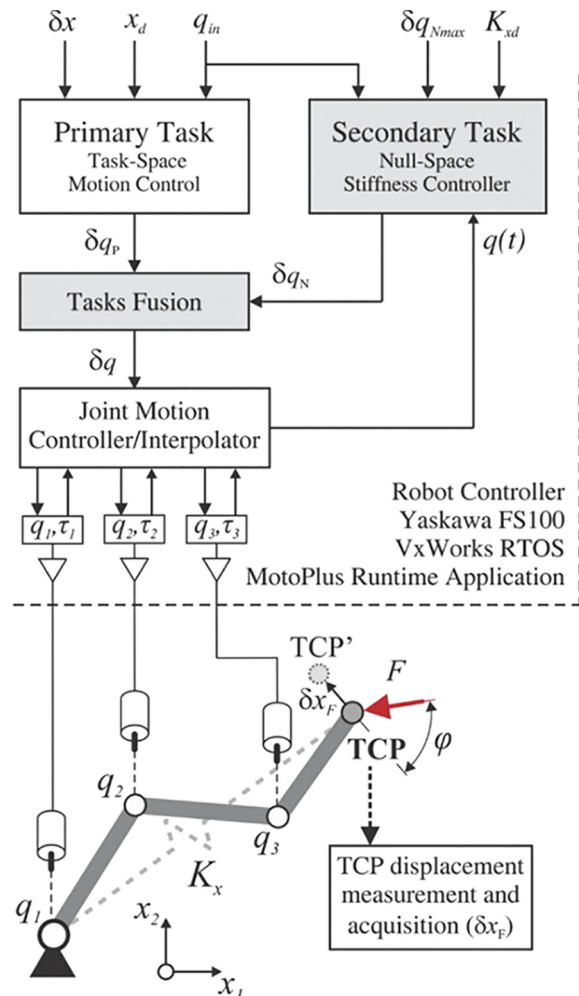 δx x_d q_in δq_Nmax K_xd
Primary Task
Task-Space
Motion Control
Secondary Task
Null-Space
Stiffness Controller
δq_P
q(t)
δq_N
Tasks Fusion
δq
Joint Motion
Controller/Interpolator
q_1,τ_1 q_2,τ_2 q_3,τ_3
Robot Controller
Yaskawa FS100
VxWorks RTOS
MotoPlus Runtime Application
TCP’
F
δx_F
TCP
φ
q_2
q_3
K_x
q_1
TCP displacement
measurement and
acquisition (δx_F)
x_2
x_1